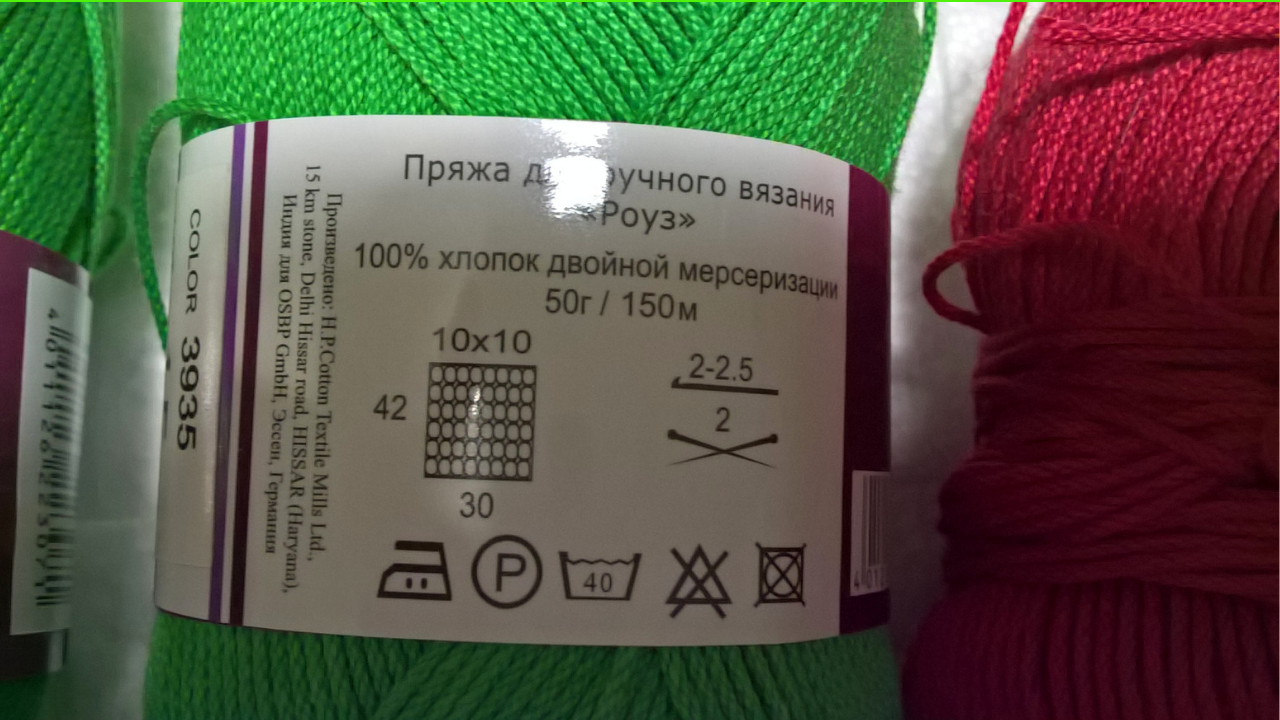 Пряжа ручного вязания
«Роуз»
100% хлопок двойной мерсеризации
50г / 150м
10x10
42
30
2-2.5
2
P
40
Произведено: H.P.Cotton Textile Mills Ltd.,
15 km stone, Delhi Hissar road, HISSAR (Haryana),
Индия для OSBP GmbH, Эссен, Германия
COLOR 3935